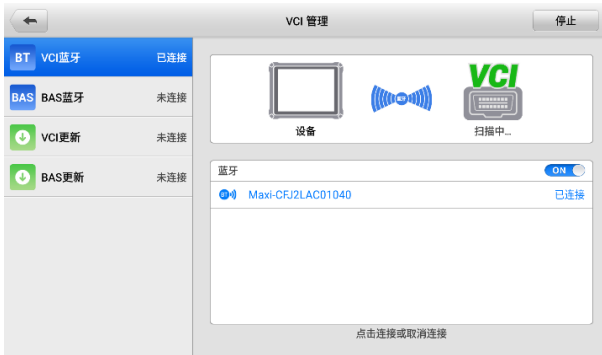 VCI 管理
停止
BT VCI蓝牙 已连接
BAS BAS蓝牙 未连接
VCI更新 未连接
BAS更新 未连接
VCI
蓝牙
设备
扫描中...
蓝牙 ON
BT Maxi-CFJ2LAC01040 已连接
点击连接或取消连接